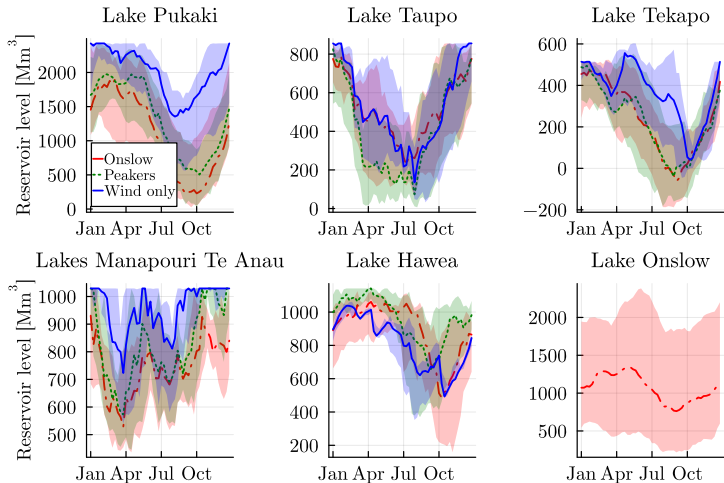 Lake Pukaki
Lake Taupo
Lake Tekapo
Reservoir level [Mm³]
2000
1500
1000
500
0
Onslow
Peakers
Wind only
Jan Apr Jul Oct
800
600
400
200
0
Jan Apr Jul Oct
600
400
200
0
−200
Jan Apr Jul Oct
Lakes Manapouri Te Anau
Lake Hawea
Lake Onslow
Reservoir level [Mm³]
1000
900
800
700
600
500
Jan Apr Jul Oct
1000
800
600
400
200
Jan Apr Jul Oct
2000
1500
1000
500
Jan Apr Jul Oct